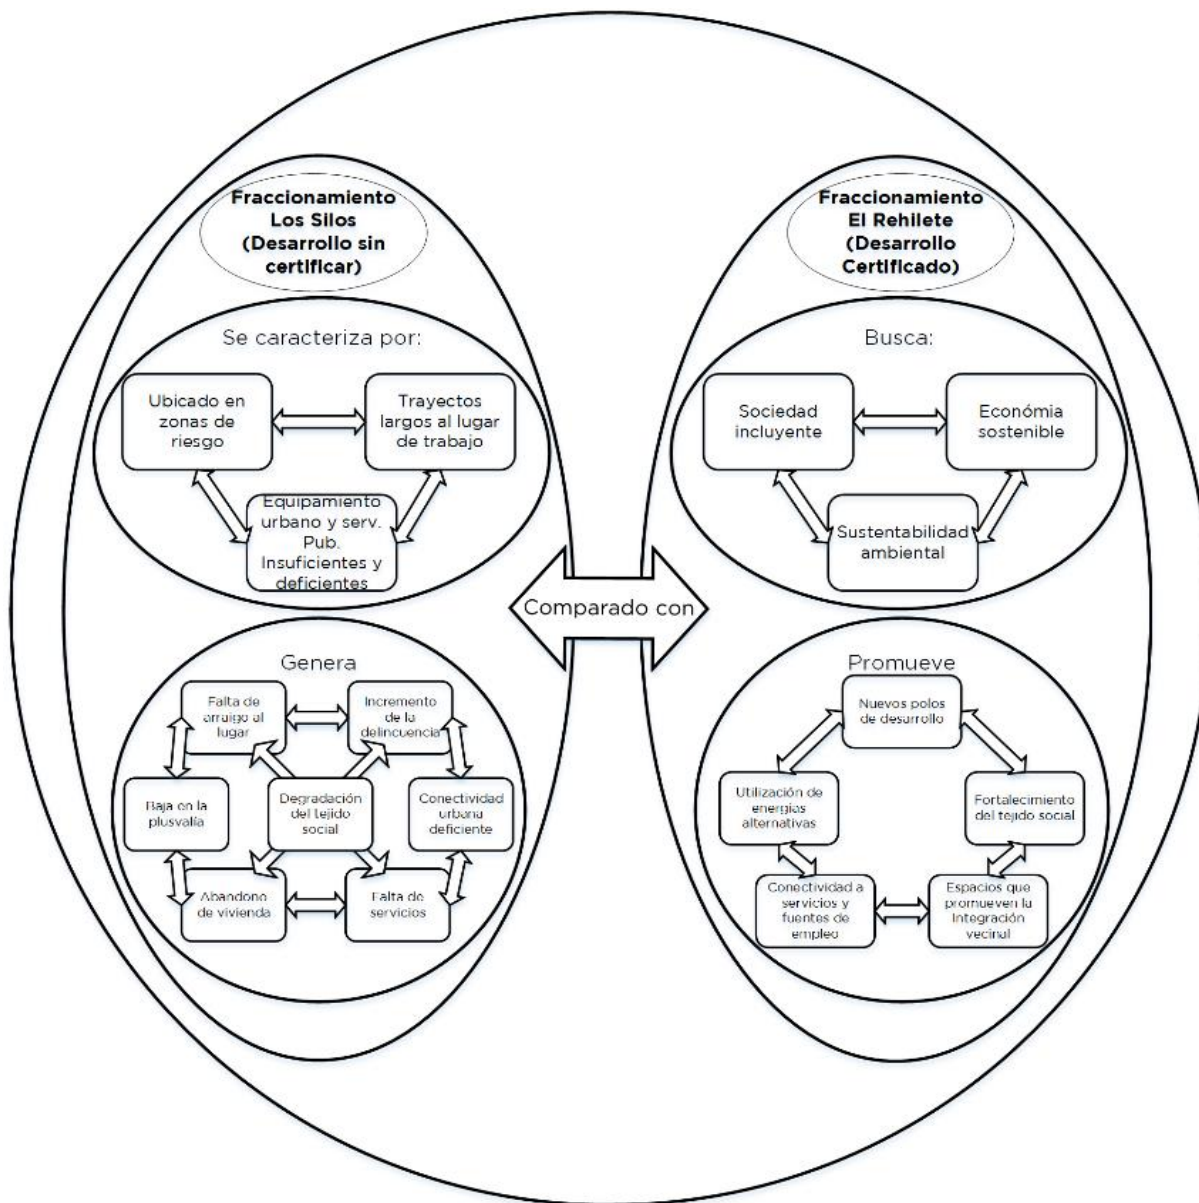 Fraccionamiento
Los Silos
(Desarrollo sin
certificar)
Se caracteriza por:
Ubicado en
zonas de
riesgo
Trayectos
largos al lugar
de trabajo
Equipamiento
urbano y serv.
Pub.
Insuficientes y
deficientes
Genera
Falta de
arraigo al
lugar
Incremento
de la
delincuencia
Baja en la
plusvalía
Degradación
del tejido
social
Conectividad
urbana
deficiente
Abandono
de vivienda
Falta de
servicios
Comparado con
Fraccionamiento
El Rehilete
(Desarrollo
Certificado)
Busca:
Sociedad
incluyente
Económia
sostenible
Sustentabilidad
ambiental
Promueve
Nuevos polos
de desarrollo
Utilización de
energías
alternativas
Fortalecimiento
del tejido social
Conectividad a
servicios y
fuentes de
empleo
Espacios que
promueven la
Integración
vecinal